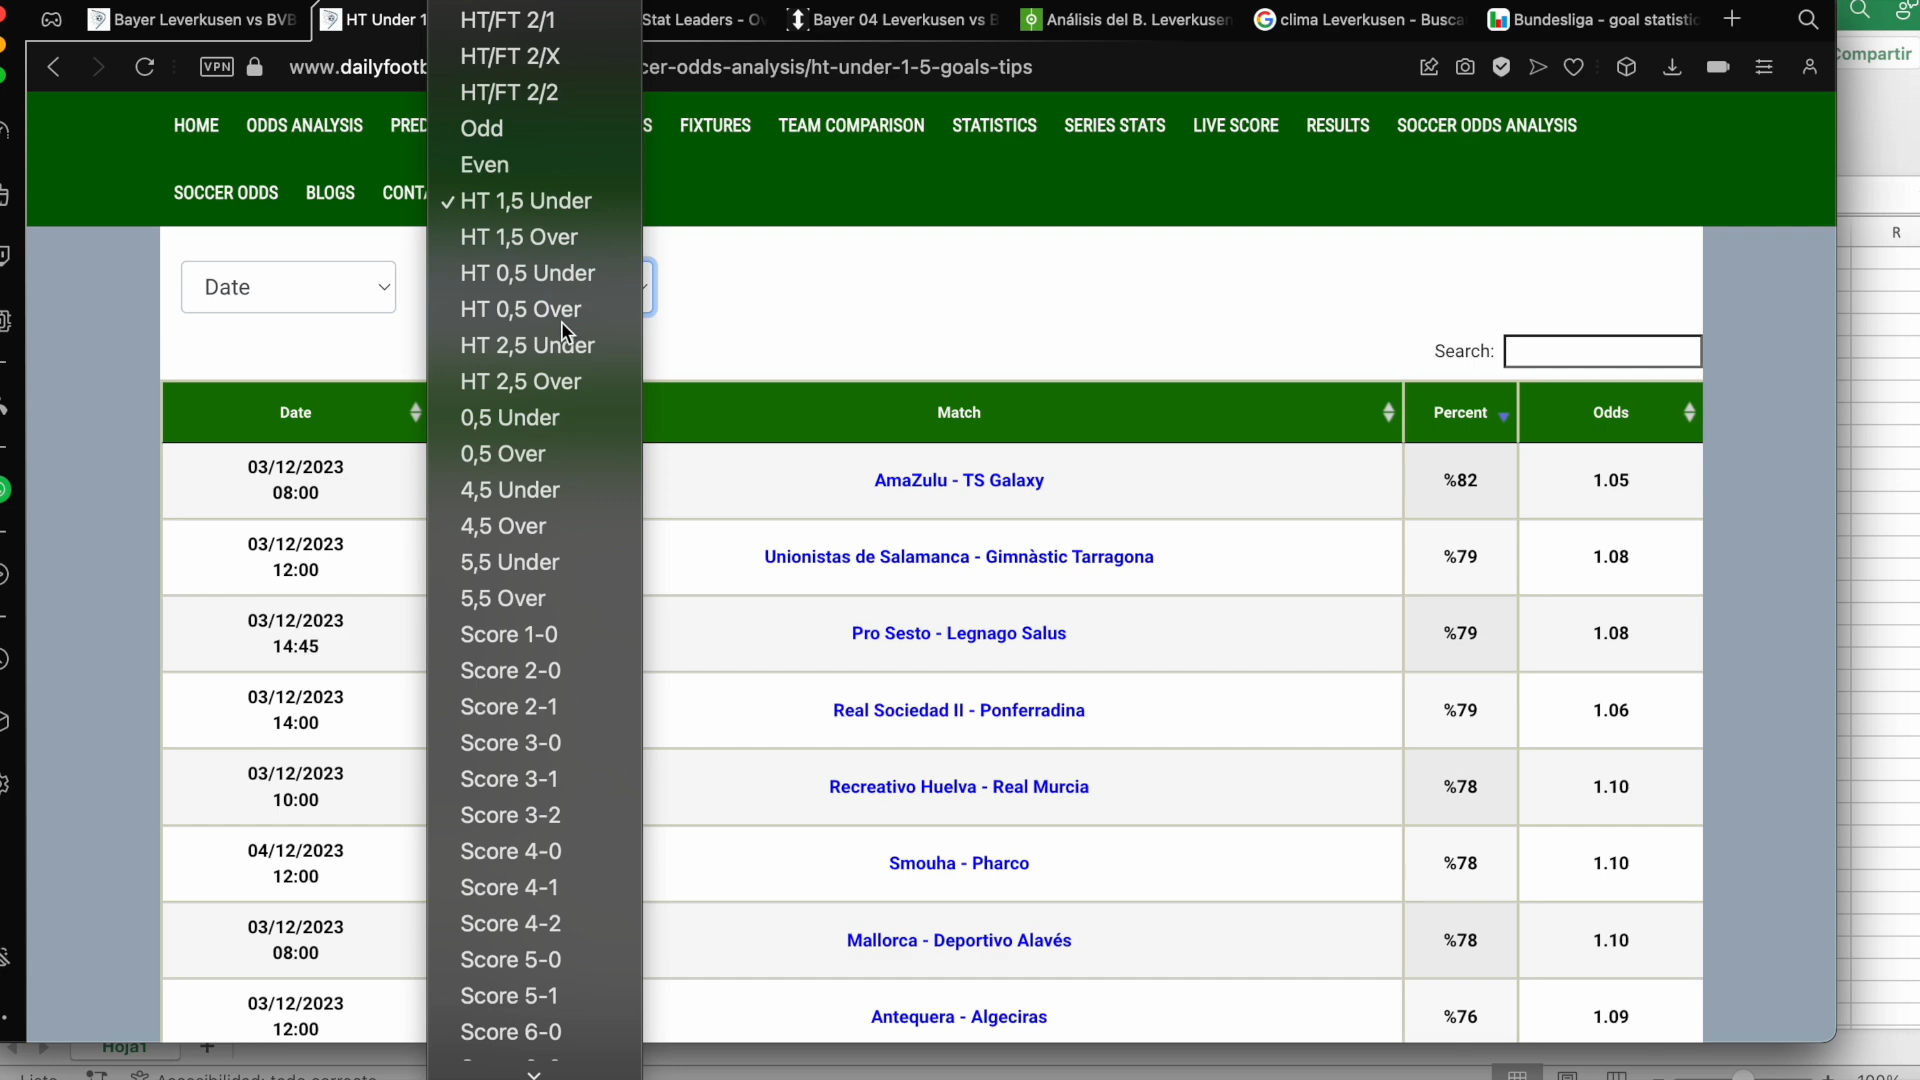 Bayer Leverkusen vs BVB
HT Under 1
Stat Leaders - O
Bayer 04 Leverkusen vs B
Análisis del B. Leverkusen
clima Leverkusen - Busca
Bundesliga - goal statistic
VPN
www.dailyfootb
cer-odds-analysis/ht-under-1-5-goals-tips
Compartir
HOME
ODDS ANALYSIS
PRED
S
FIXTURES
TEAM COMPARISON
STATISTICS
SERIES STATS
LIVE SCORE
RESULTS
SOCCER ODDS ANALYSIS
SOCCER ODDS
BLOGS
CONTA
R
HT/FT 2/1
HT/FT 2/X
HT/FT 2/2
Odd
Even
✓ HT 1,5 Under
HT 1,5 Over
HT 0,5 Under
HT 0,5 Over
HT 2,5 Under
HT 2,5 Over
0,5 Under
0,5 Over
4,5 Under
4,5 Over
5,5 Under
5,5 Over
Score 1-0
Score 2-0
Score 2-1
Score 3-0
Score 3-1
Score 3-2
Score 4-0
Score 4-1
Score 4-2
Score 5-0
Score 5-1
Score 6-0
Date
Search:
Date Match Percent Odds
03/12/2023
08:00
AmaZulu - TS Galaxy %82 1.05
03/12/2023
12:00
Unionistas de Salamanca - Gimnàstic Tarragona %79 1.08
03/12/2023
14:45
Pro Sesto - Legnago Salus %79 1.08
03/12/2023
14:00
Real Sociedad II - Ponferradina %79 1.06
03/12/2023
10:00
Recreativo Huelva - Real Murcia %78 1.10
04/12/2023
12:00
Smouha - Pharco %78 1.10
03/12/2023
08:00
Mallorca - Deportivo Alavés %78 1.10
03/12/2023
12:00
Antequera - Algeciras %76 1.09
Hoja1